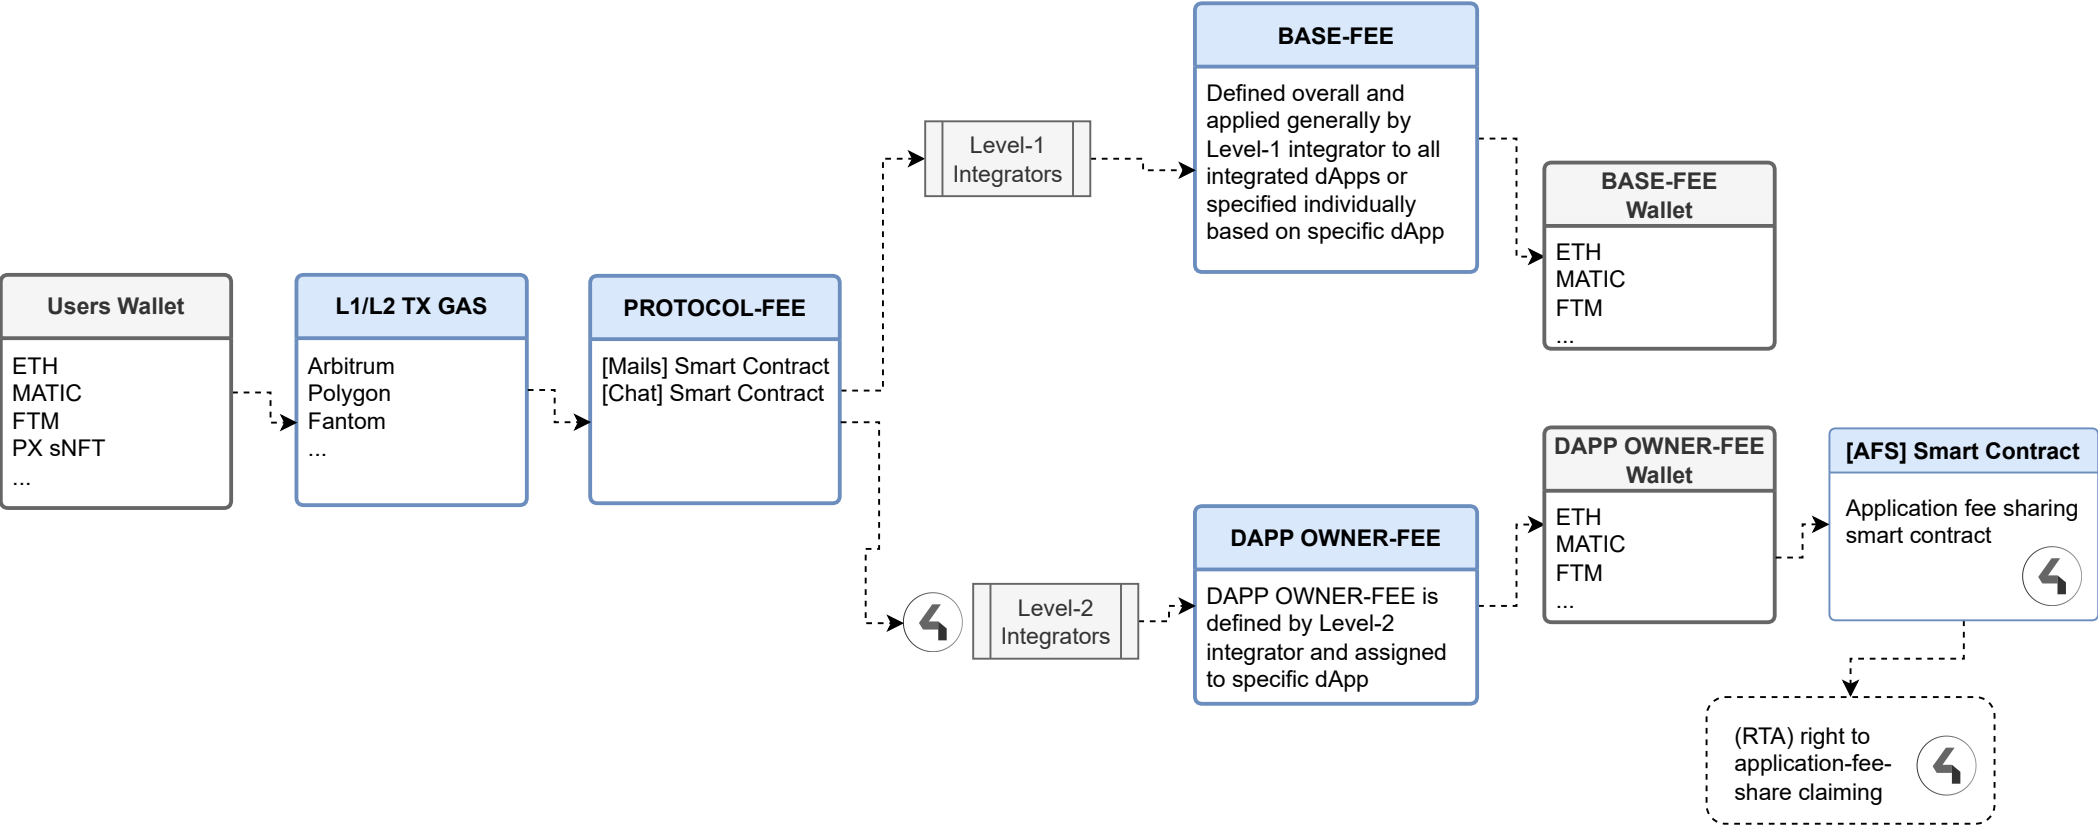 Users Wallet
ETH
MATIC
FTM
PX sNFT
...
L1/L2 TX GAS
Arbitrum
Polygon
Fantom
...
PROTOCOL-FEE
[Mails] Smart Contract
[Chat] Smart Contract
Level-1
Integrators
BASE-FEE
Defined overall and
applied generally by
Level-1 integrator to all
integrated dApps or
specified individually
based on specific dApp
BASE-FEE
Wallet
ETH
MATIC
FTM
...
Level-2
Integrators
DAPP OWNER-FEE
DAPP OWNER-FEE is
defined by Level-2
integrator and assigned
to specific dApp
DAPP OWNER-FEE
Wallet
ETH
MATIC
FTM
...
[AFS] Smart Contract
Application fee sharing
smart contract
(RTA) right to
application-fee-
share claiming